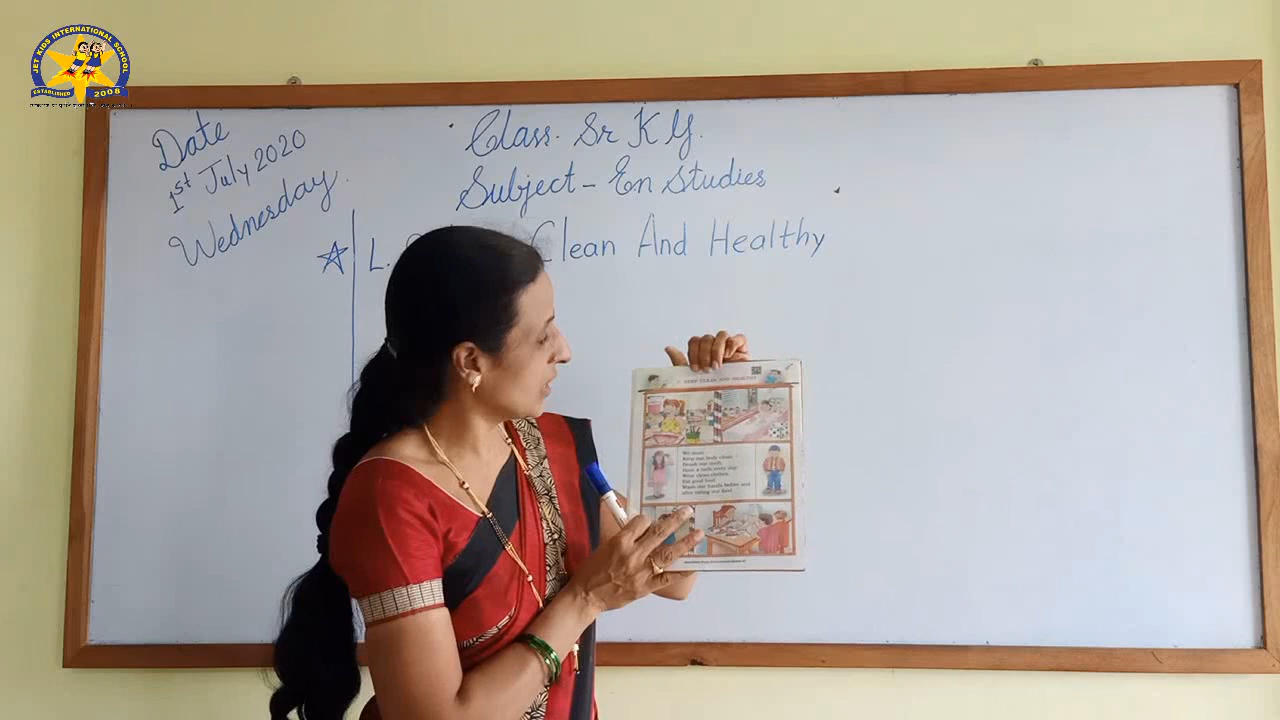 JET KIDS INTERNATIONAL SCHOOL
ESTABLISHED 2008
Date
1st July 2020
Wednesday.
Class. Sr K.G.
Subject - En Studies
L. Clean And Healthy
KEEP CLEAN AND HEALTHY
We must
Keep our body clean.
Brush our teeth.
Have a bath every day.
Wear clean clothes.
Eat good food.
Wash our hands before and
after eating our food.